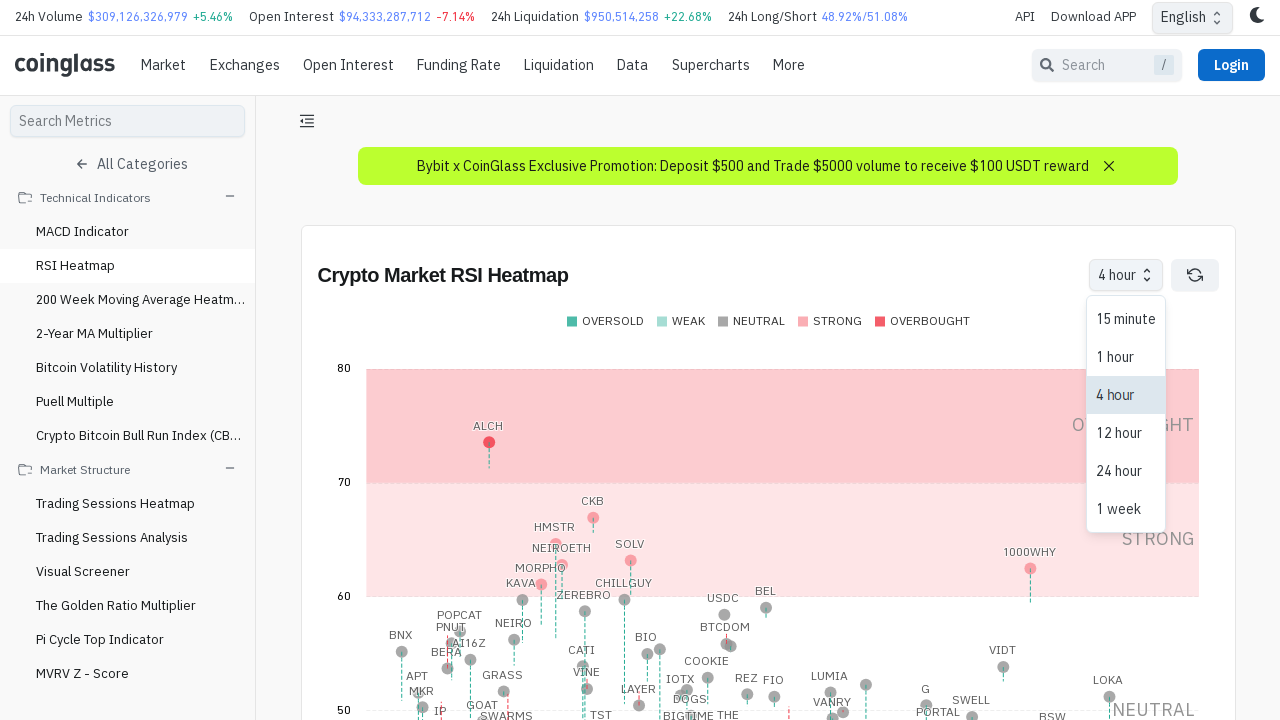 24h Volume $309,126,326,979 +5.46% Open Interest $94,333,287,712 -7.14% 24h Liquidation $950,514,258 +22.68% 24h Long/Short 48.92%/51.08% API Download APP English
coinglass Market Exchanges Open Interest Funding Rate Liquidation Data Supercharts More Search / Login
Search Metrics
All Categories
Technical Indicators
MACD Indicator
RSI Heatmap
200 Week Moving Average Heatm...
2-Year MA Multiplier
Bitcoin Volatility History
Puell Multiple
Crypto Bitcoin Bull Run Index (CB...
Market Structure
Trading Sessions Heatmap
Trading Sessions Analysis
Visual Screener
The Golden Ratio Multiplier
Pi Cycle Top Indicator
MVRV Z - Score
Bybit x CoinGlass Exclusive Promotion: Deposit $500 and Trade $5000 volume to receive $100 USDT reward
Crypto Market RSI Heatmap
4 hour
15 minute
1 hour
4 hour
12 hour
24 hour
1 week
OVERSOLD WEAK NEUTRAL STRONG OVERBOUGHT
80
ALCH
70
CKB
HMSTR
STRONG
NEIROETH SOLV
1000WHY
MORPHO
KAVA CHILLGUY
60
ZEREBRO USDC BEL
POPCAT
PNUT NEIRO BTCDOM
BNX BIO
AI16Z CATI VIDT
BERA
COOKIE
APT GRASS VINE IOTX REZ FIO LUMIA LOKA
MKR LAYER G
DOGS VANRY SWELL
50 IP GOAT PORTAL NEUTRAL
SWARMS TST BIGTIME THE BSW